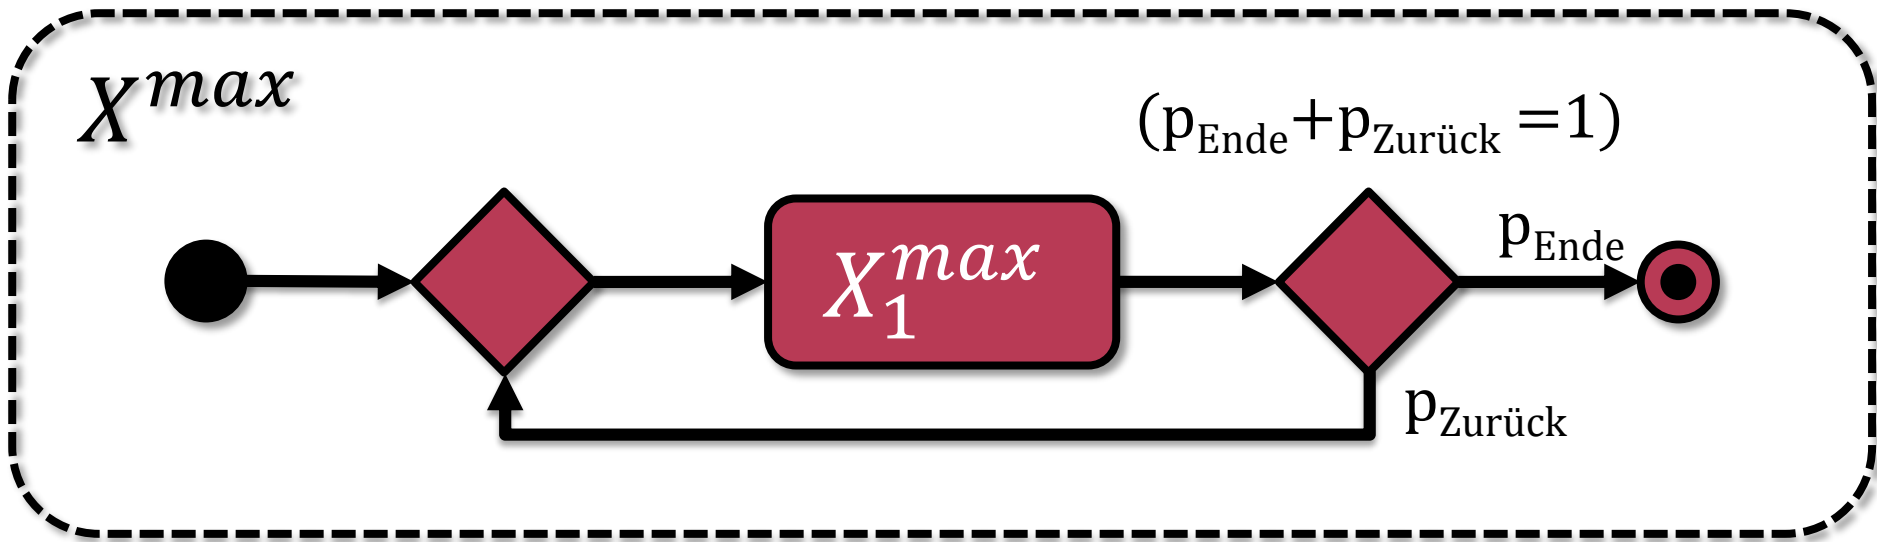 X^max
(p_Ende+p_Zurück =1)
p_Ende
X_1^max
p_Zurück